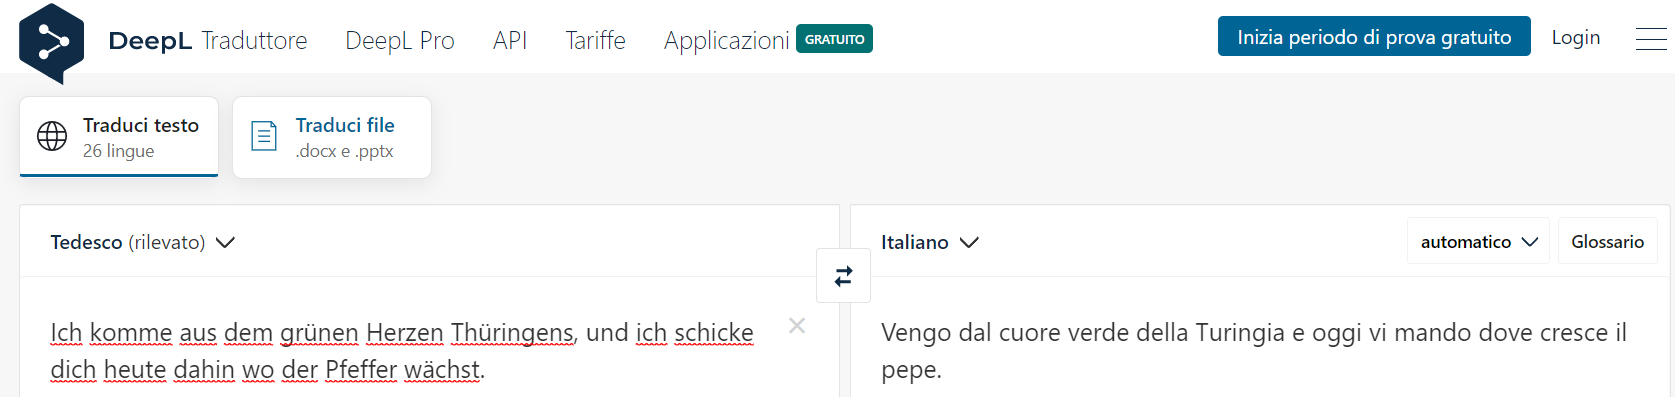 DeepL Traduttore DeepL Pro API Tariffe Applicazioni GRATUITO Inizia periodo di prova gratuito Login
Traduci testo
26 lingue
Traduci file
.docx e .pptx
Tedesco (rilevato)
Italiano
automatico
Glossario
Ich komme aus dem grünen Herzen Thüringens, und ich schicke
dich heute dahin wo der Pfeffer wächst.
Vengo dal cuore verde della Turingia e oggi vi mando dove cresce il
pepe.